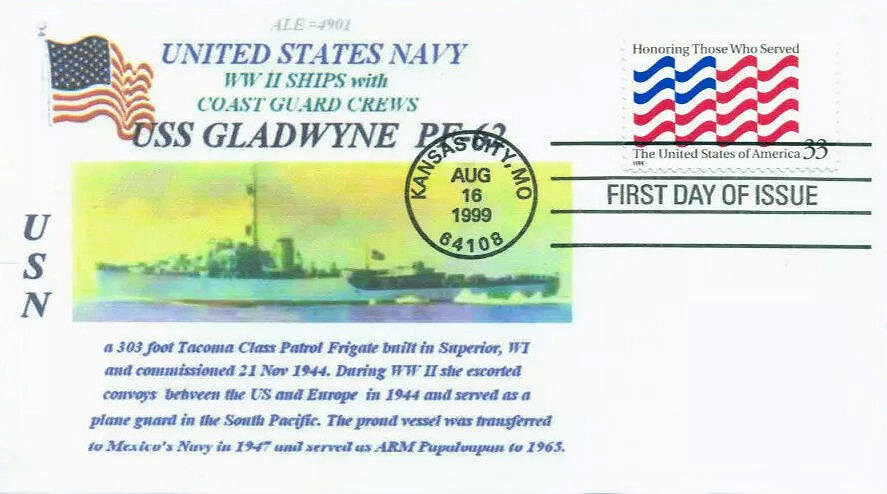 ALE =4901
UNITED STATES NAVY
WW II SHIPS with
COAST GUARD CREWS
USS GLADWYNE PF-62
USN
a 303 foot Tacoma Class Patrol Frigate built in Superior, WI
and commissioned 21 Nov 1944. During WW II she escorted
convoys between the US and Europe in 1944 and served as a
plane guard in the South Pacific. The proud vessel was transferred
to Mexico's Navy in 1947 and served as ARM Papaloapan to 1965.
KANSAS CITY, MO
AUG
16
1999
64108
Honoring Those Who Served
The United States of America 33
1999
FIRST DAY OF ISSUE